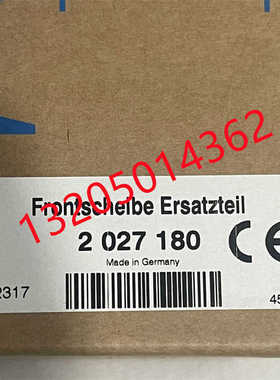 Frontscheibe Ersatzteil
2 027 180
Made in Germany
CE
2317
45
13205014362